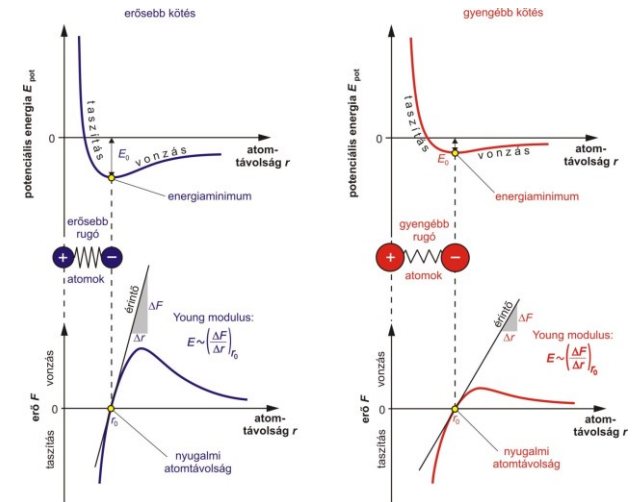 erősebb kötés
potenciális energia E pot
0
taszítás
vonzás
E0
atom-
távolság r
energiaminimum
erősebb
rugó
+
−
atomok
érintő
ΔF
Δr
Young modulus:
E~(ΔF/Δr)r0
erő F
vonzás
0
taszítás
r0
atom-
távolság r
nyugalmi
atomtávolság
gyengébb kötés
potenciális energia E pot
0
taszítás
vonzás
E0
atom-
távolság r
energiaminimum
gyengébb
rugó
+
−
atomok
érintő
ΔF
Δr
Young modulus:
E~(ΔF/Δr)r0
erő F
vonzás
0
taszítás
r0
atom-
távolság r
nyugalmi
atomtávolság